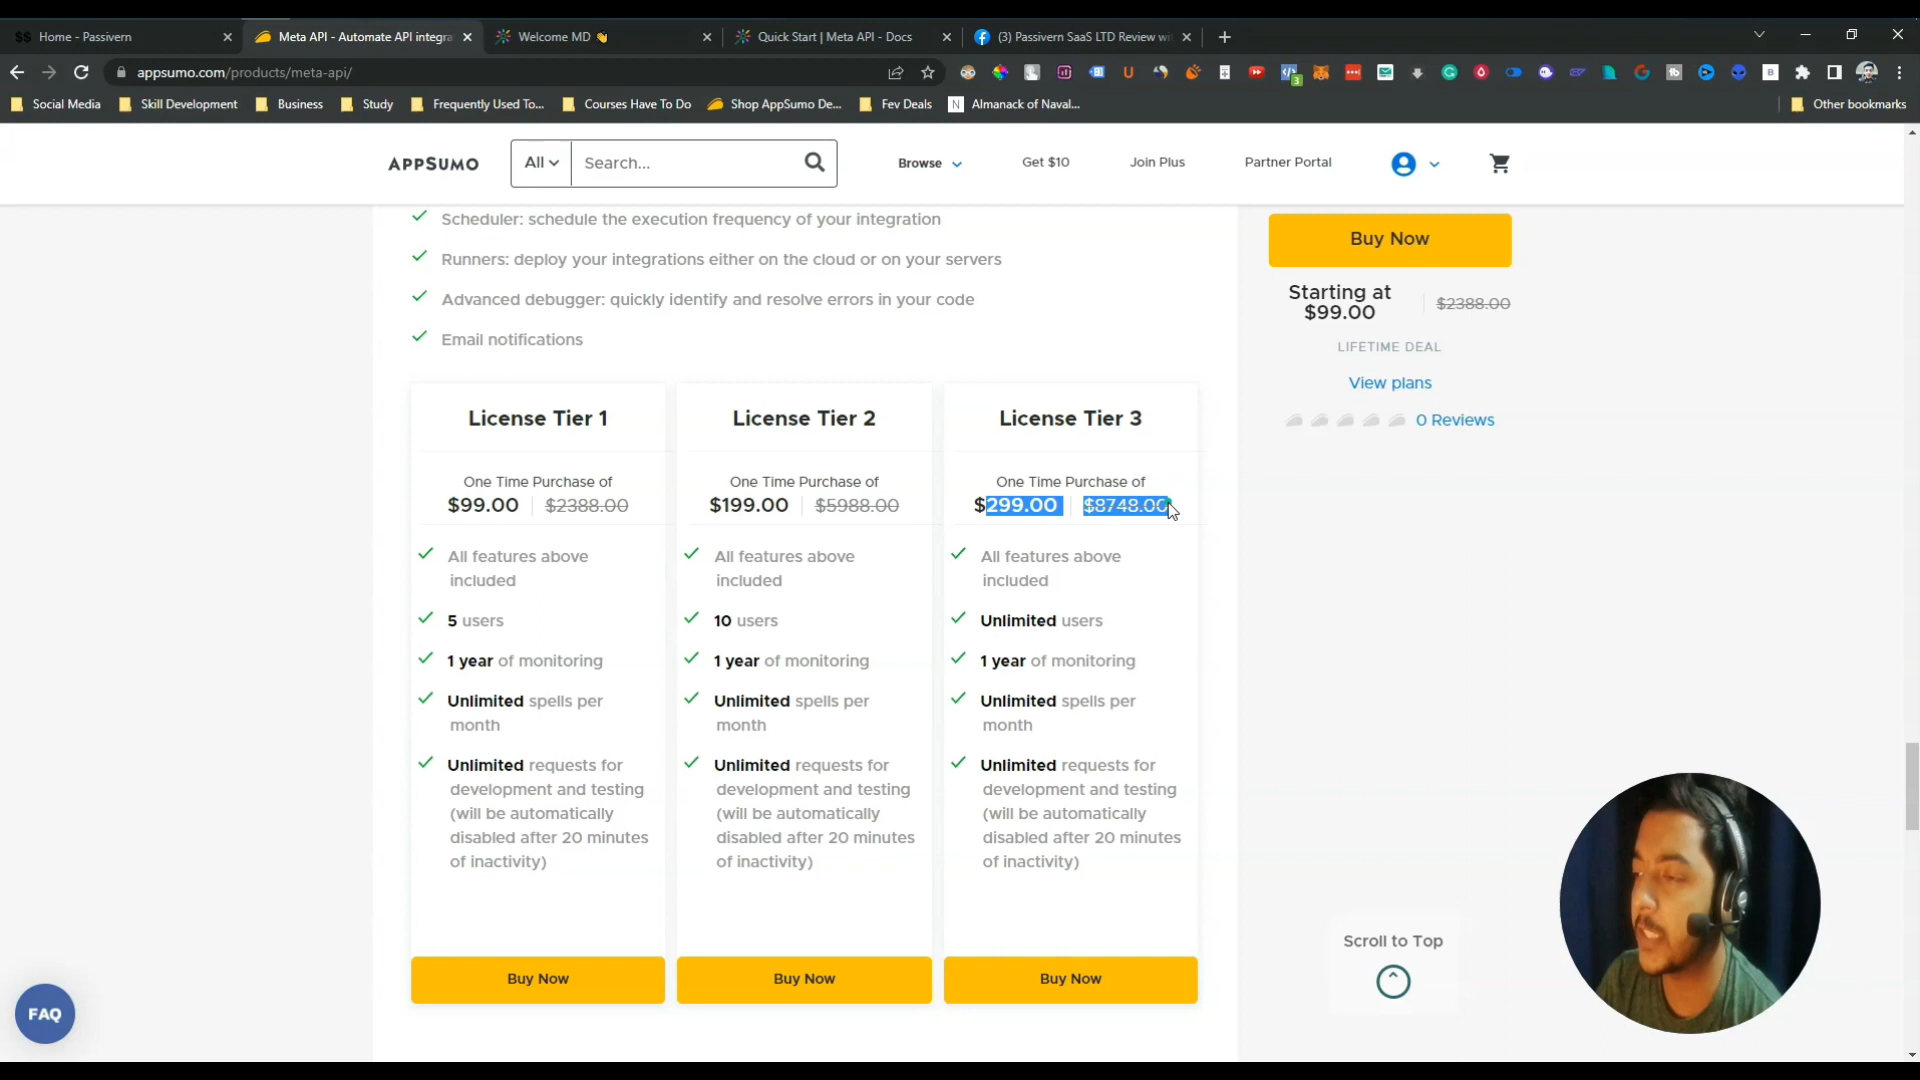 Home - Passivern
Meta API - Automate API integra
Welcome MD 👋
Quick Start | Meta API - Docs
(3) Passivern SaaS LTD Review wi
appsumo.com/products/meta-api/
Social Media
Skill Development
Business
Study
Frequently Used To...
Courses Have To Do
Shop AppSumo De...
Fev Deals
Almanack of Naval...
Other bookmarks
APPSUMO
All
Search...
Browse
Get $10
Join Plus
Partner Portal
Scheduler: schedule the execution frequency of your integration
Runners: deploy your integrations either on the cloud or on your servers
Advanced debugger: quickly identify and resolve errors in your code
Email notifications
Buy Now
Starting at
$99.00
$2388.00
LIFETIME DEAL
View plans
0 Reviews
License Tier 1
One Time Purchase of
$99.00 $2388.00
All features above
included
5 users
1 year of monitoring
Unlimited spells per
month
Unlimited requests for
development and testing
(will be automatically
disabled after 20 minutes
of inactivity)
Buy Now
License Tier 2
One Time Purchase of
$199.00 $5988.00
All features above
included
10 users
1 year of monitoring
Unlimited spells per
month
Unlimited requests for
development and testing
(will be automatically
disabled after 20 minutes
of inactivity)
Buy Now
License Tier 3
One Time Purchase of
$299.00 $8748.00
All features above
included
Unlimited users
1 year of monitoring
Unlimited spells per
month
Unlimited requests for
development and testing
(will be automatically
disabled after 20 minutes
of inactivity)
Buy Now
Scroll to Top
FAQ